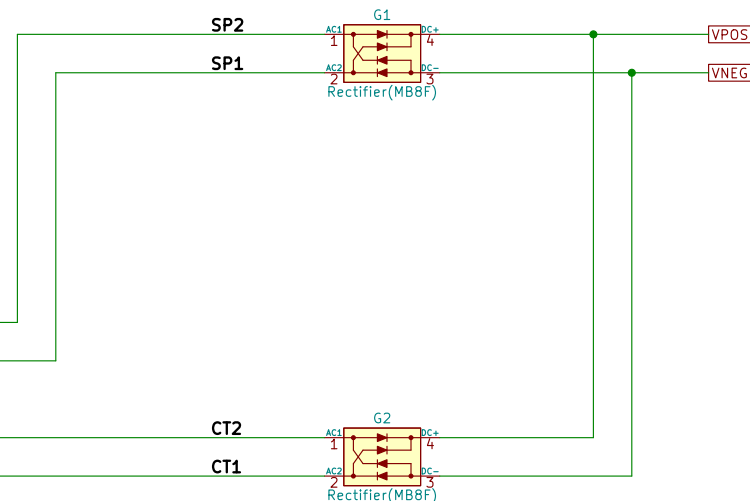 G1
SP2 AC1 DC+ VPOS
1 4
SP1 AC2 DC- VNEG
2 3
Rectifier(MB8F)
G2
CT2 AC1 DC+
1 4
CT1 AC2 DC-
2 3
Rectifier(MB8F)